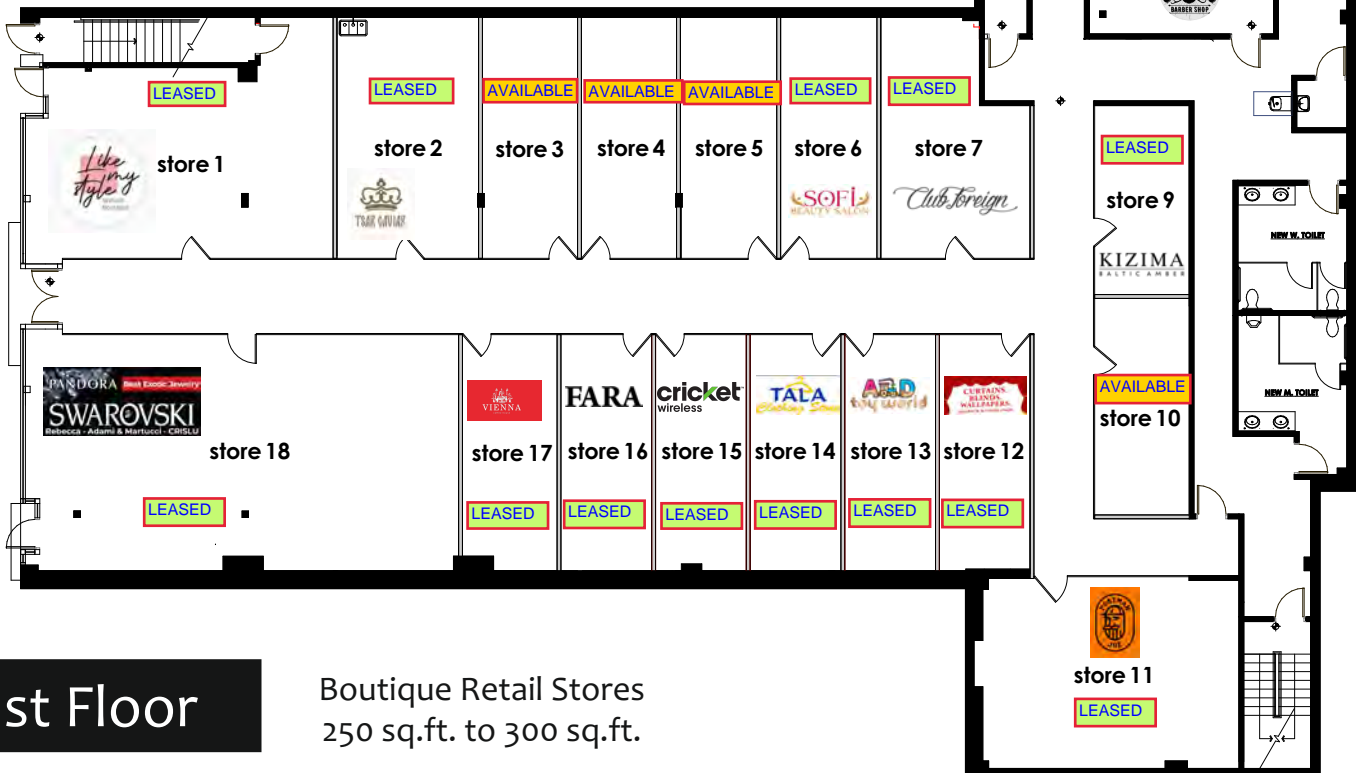 BARBER SHOP
LEASED
LEASED
AVAILABLE
AVAILABLE
AVAILABLE
LEASED
LEASED
store 1
store 2
store 3
store 4
store 5
store 6
store 7
Like
my
style
TSAR CAVIAR
SOFI
BEAUTY SALON
Club Foreign
LEASED
store 9
KIZIMA
BALTIC AMBER
NEW W. TOILET
AVAILABLE
store 10
NEW M. TOILET
PANDORA Best Exotic Jewelry
SWAROVSKI
Rebecca - Adami & Martucci - CRISLU
store 18
LEASED
VIENNA
FARA
cricket
wireless
TALA
toy world
CURTAINS,
BLINDS,
WALLPAPERS.
store 17
store 16
store 15
store 14
store 13
store 12
LEASED
LEASED
LEASED
LEASED
LEASED
LEASED
JOE
store 11
LEASED
st Floor
Boutique Retail Stores
250 sq.ft. to 300 sq.ft.